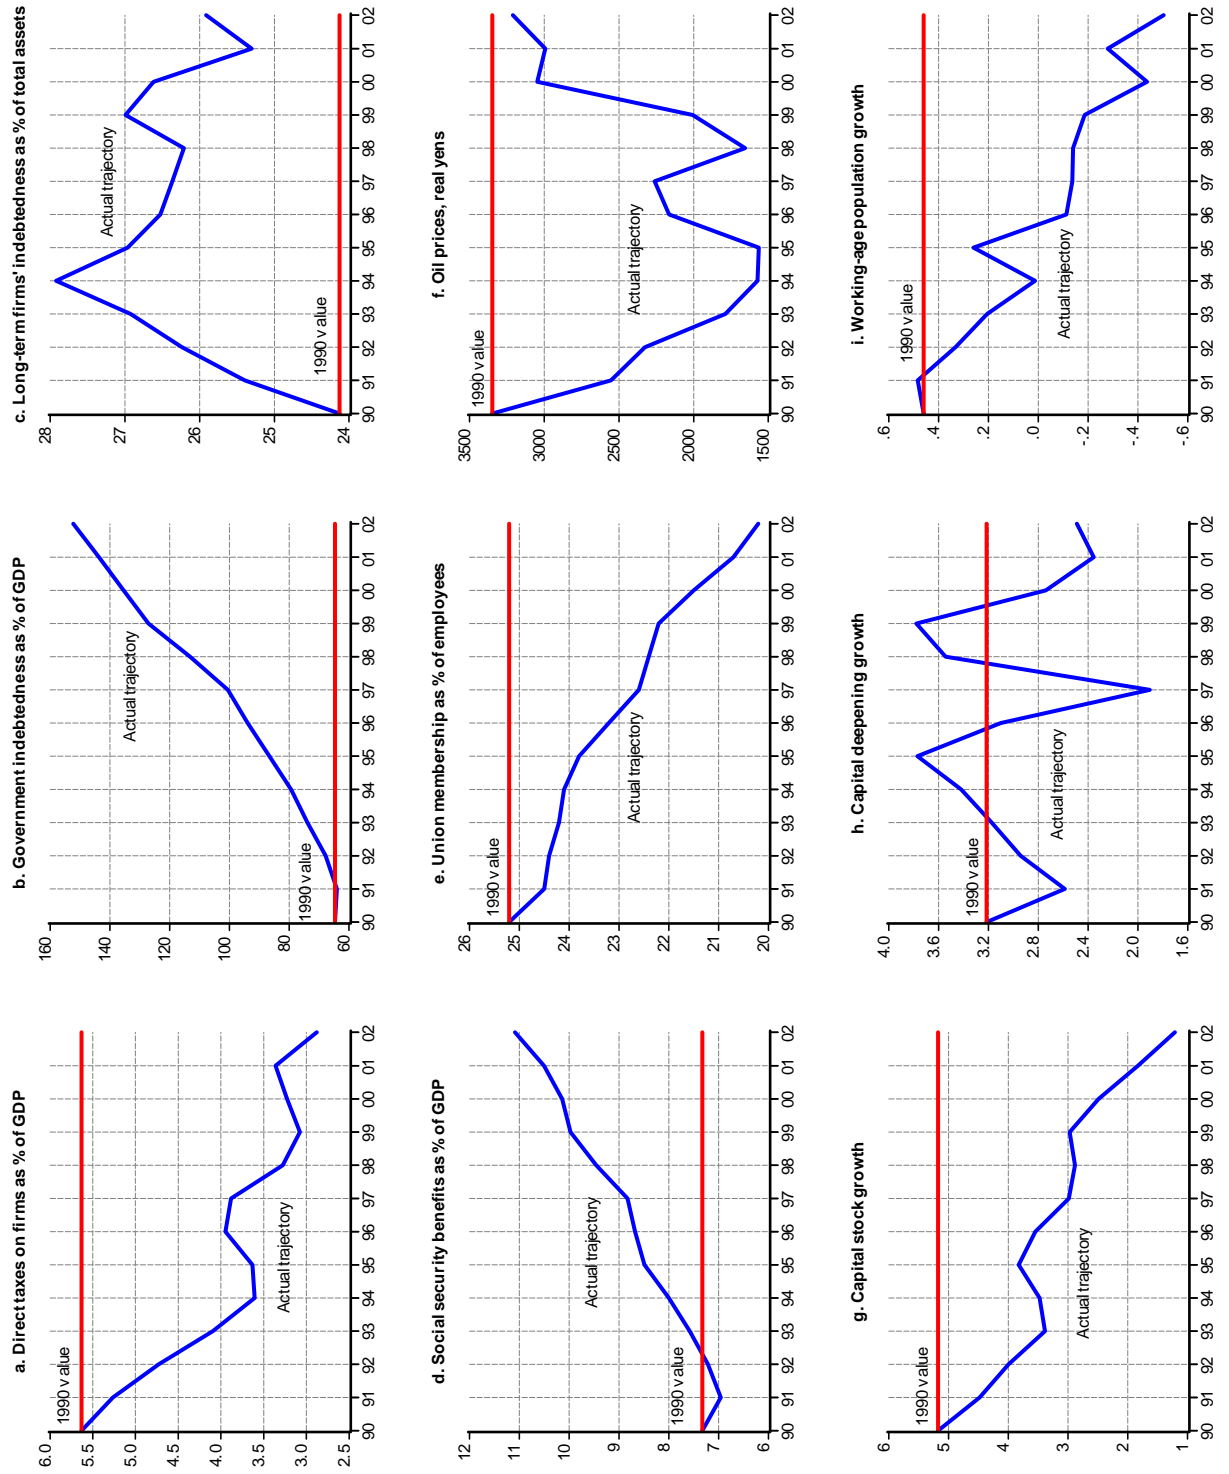 a. Direct taxes on firms as % of GDP
6.0
5.5
5.0
4.5
4.0
3.5
3.0
2.5
1990 value
Actual trajectory
90 91 92 93 94 95 96 97 98 99 00 01 02
b. Government indebtedness as % of GDP
160
140
120
100
80
60
Actual trajectory
1990 value
90 91 92 93 94 95 96 97 98 99 00 01 02
c. Long-term firms' indebtedness as % of total assets
28
27
26
25
24
Actual trajectory
1990 value
90 91 92 93 94 95 96 97 98 99 00 01 02
d. Social security benefits as % of GDP
12
11
10
9
8
7
6
Actual trajectory
1990 value
90 91 92 93 94 95 96 97 98 99 00 01 02
e. Union membership as % of employees
26
25
24
23
22
21
20
1990 value
Actual trajectory
90 91 92 93 94 95 96 97 98 99 00 01 02
f. Oil prices, real yens
3500
3000
2500
2000
1500
1990 value
Actual trajectory
90 91 92 93 94 95 96 97 98 99 00 01 02
g. Capital stock growth
6
5
4
3
2
1
1990 value
Actual trajectory
90 91 92 93 94 95 96 97 98 99 00 01 02
h. Capital deepening growth
4.0
3.6
3.2
2.8
2.4
2.0
1.6
1990 value
Actual trajectory
90 91 92 93 94 95 96 97 98 99 00 01 02
i. Working-age population growth
.6
.4
.2
.0
-.2
-.4
-.6
1990 value
Actual trajectory
90 91 92 93 94 95 96 97 98 99 00 01 02